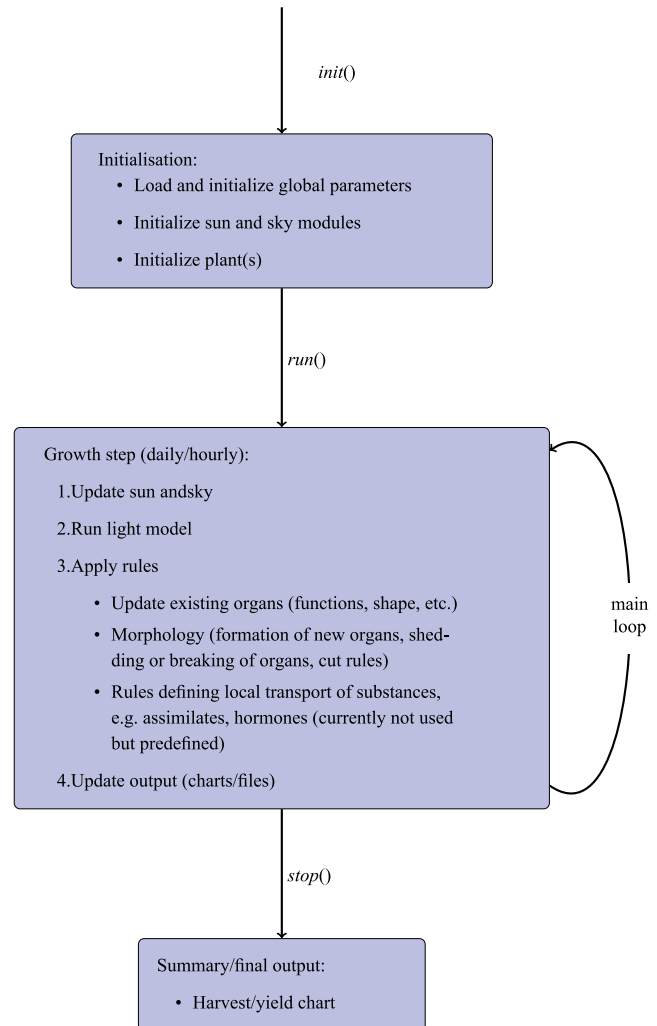 init()
Initialisation:
• Load and initialize global parameters
• Initialize sun and sky modules
• Initialize plant(s)
run()
Growth step (daily/hourly):
1.Update sun andsky
2.Run light model
3.Apply rules
• Update existing organs (functions, shape, etc.)
• Morphology (formation of new organs, shed-
ding or breaking of organs, cut rules)
• Rules defining local transport of substances,
e.g. assimilates, hormones (currently not used
but predefined)
4.Update output (charts/files)
main
loop
stop()
Summary/final output:
• Harvest/yield chart